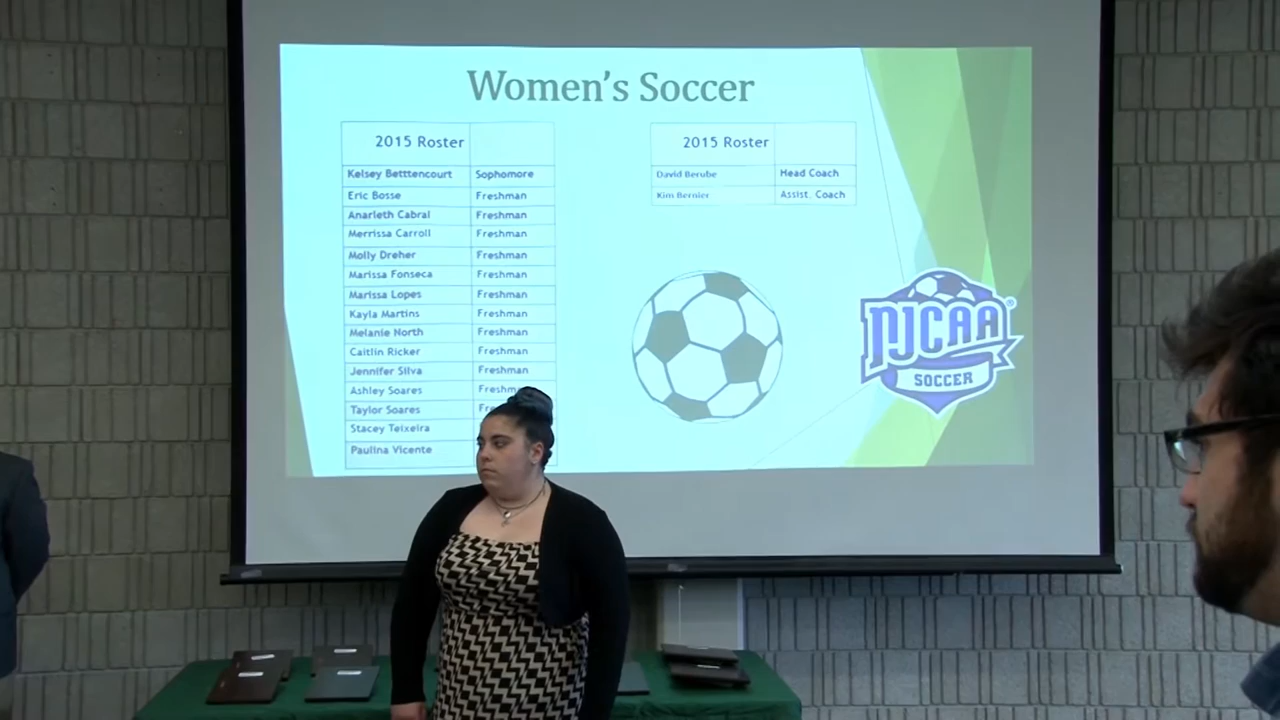 Women's Soccer
2015 Roster
Kelsey Betttencourt Sophomore
Eric Bosse Freshman
Anarleth Cabral Freshman
Merrissa Carroll Freshman
Molly Dreher Freshman
Marissa Fonseca Freshman
Marissa Lopes Freshman
Kayla Martins Freshman
Melanie North Freshman
Caitlin Ricker Freshman
Jennifer Silva Freshman
Ashley Soares
Taylor Soares
Stacey Teixeira
Paulina Vicente
2015 Roster
David Berube Head Coach
Kim Bernier Assist. Coach
NJCAA®
SOCCER